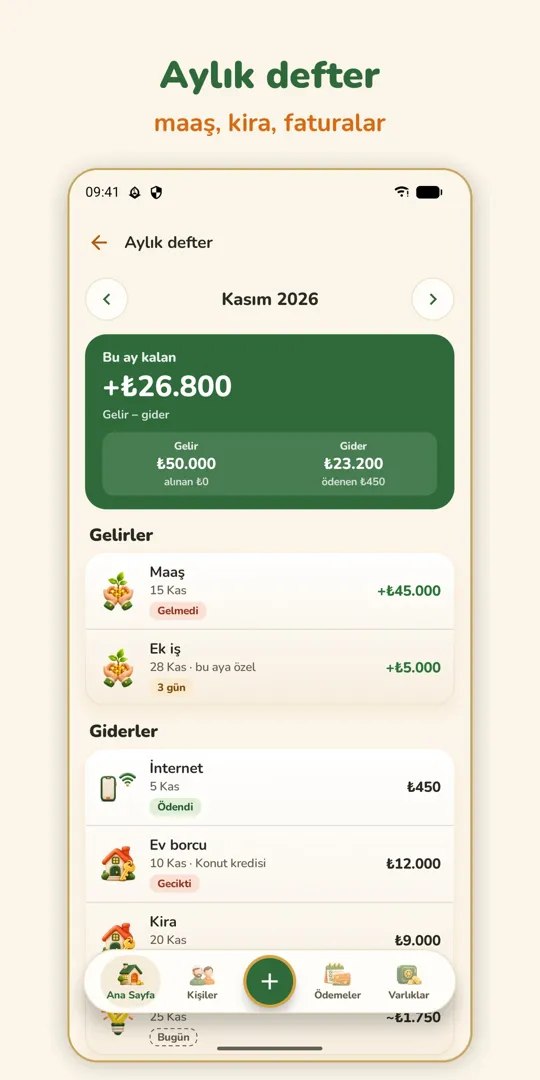 Aylık defter
maaş, kira, faturalar
09:41
Aylık defter
Kasım 2026
Bu ay kalan
+₺26.800
Gelir – gider
Gelir
Gider
₺50.000
₺23.200
alınan ₺0
ödenen ₺450
Gelirler
Maaş
15 Kas
+₺45.000
Gelmedi
Ek iş
28 Kas · bu aya özel
+₺5.000
3 gün
Giderler
İnternet
5 Kas
₺450
Ödendi
Ev borcu
10 Kas · Konut kredisi
₺12.000
Gecikti
Kira
20 Kas
₺9.000
Ana Sayfa
Kişiler
+
Ödemeler
Varlıklar
25 Kas
~₺1.750
Bugün